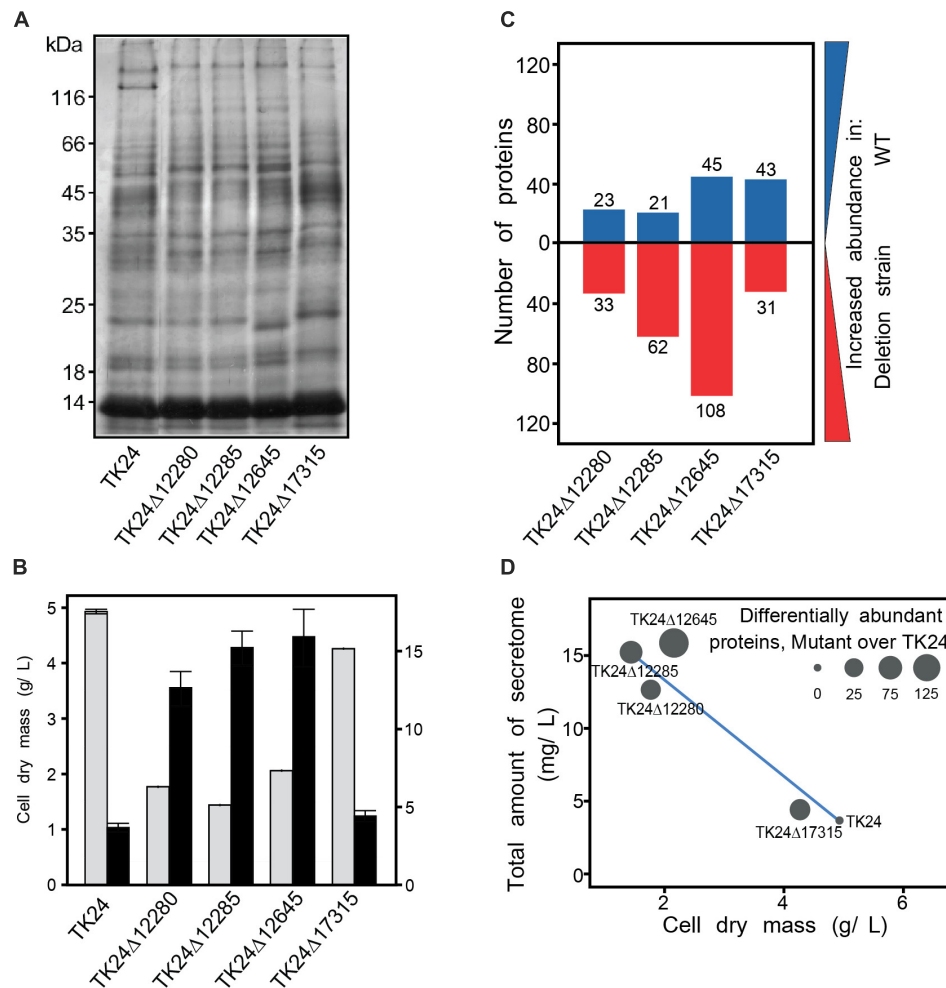 A
kDa
116
66
45
35
25
18
14
TK24
TK24Δ12280
TK24Δ12285
TK24Δ12645
TK24Δ17315
C
Number of proteins
120
80
40
0
40
80
120
23
21
45
43
33
62
108
31
TK24Δ12280
TK24Δ12285
TK24Δ12645
TK24Δ17315
Increased abundance in:
WT
Deletion strain
B
Cell dry mass (g/ L)
5
4
3
2
1
0
15
10
5
0
TK24
TK24Δ12280
TK24Δ12285
TK24Δ12645
TK24Δ17315
D
Total amount of secretome
(mg/ L)
15
10
5
0
Differentially abundant
proteins, Mutant over TK24
0
25
75
125
TK24Δ12645
TK24Δ12285
TK24Δ12280
TK24Δ17315
TK24
2
4
6
Cell dry mass (g/ L)